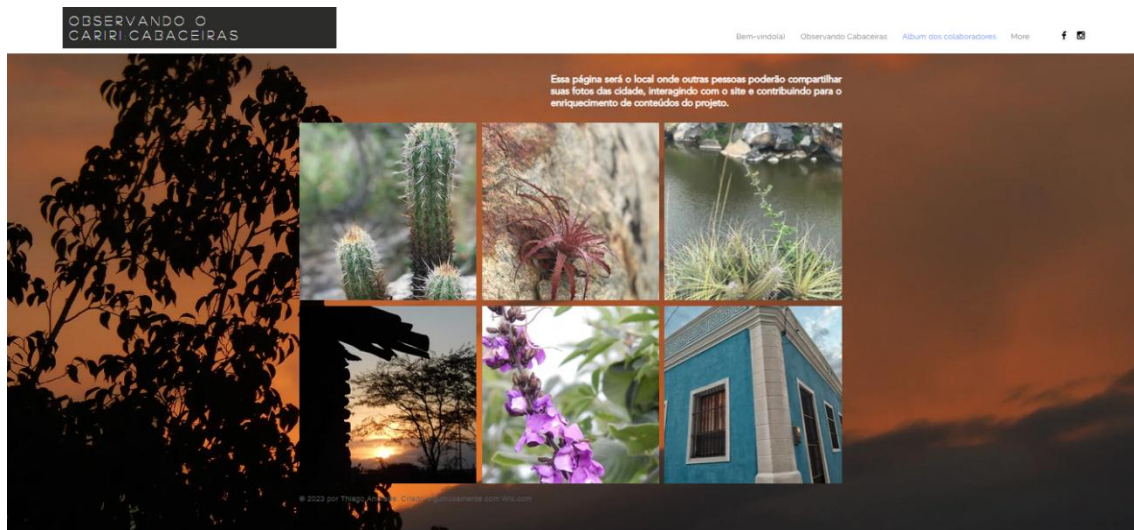 OBSERVANDO O
CARIRI:CABACEIRAS
Bem-vindo(a)! Observando Cabaceiras Album dos colaboradores More
Essa página será o local onde outras pessoas poderão compartilhar
suas fotos das cidade, interagindo com o site e contribuindo para o
enriquecimento de conteúdos do projeto.
© 2023 por Thiago com Wix.com